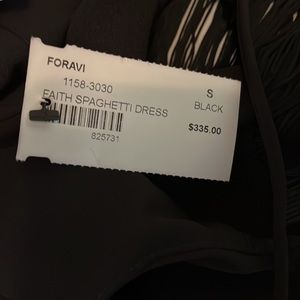 FORAVI
1158-3030 S
FAITH SPAGHETTI DRESS BLACK
$335.00
825731